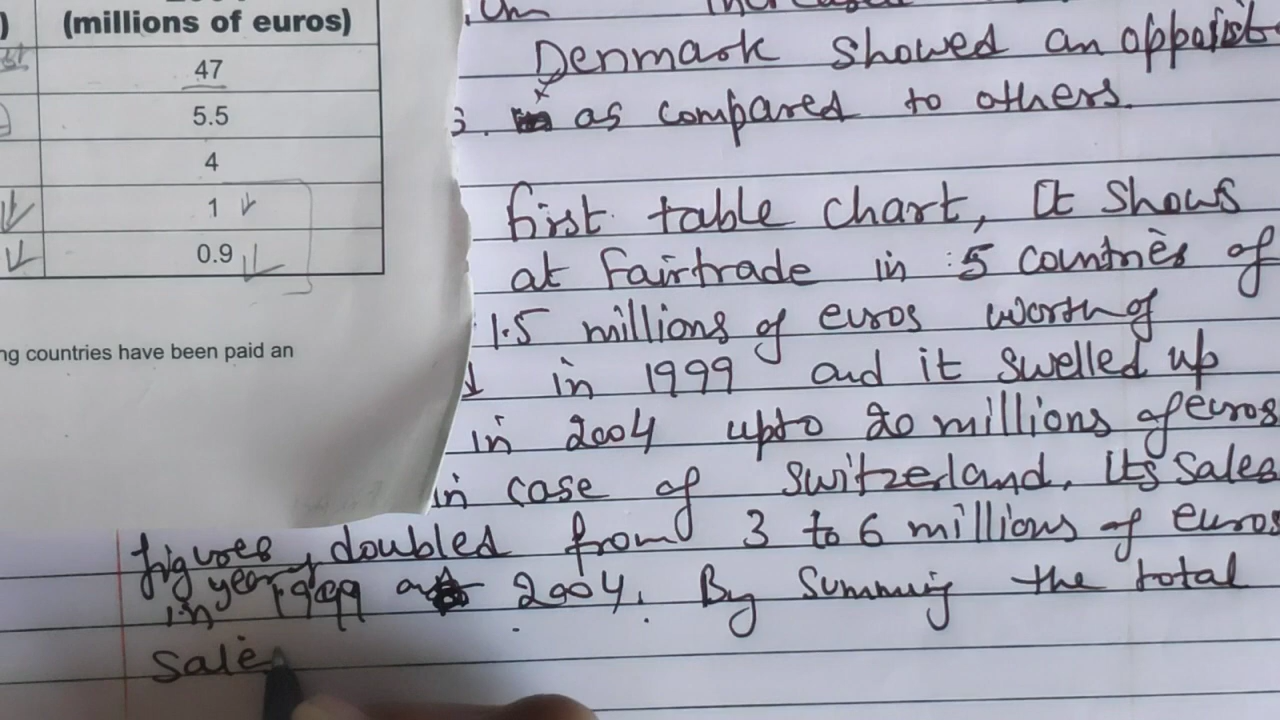 (millions of euros)
47
5.5
4
1
0.9
ng countries have been paid an
increased
Denmark showed an opposit
3. as compared to others.
first table chart, It shows
at Fairtrade in 5 countries of
1.5 millions of euros worth of
in 1999 and it swelled up
in 2004 upto 20 millions of euros
in case of Switzerland. Its sales
figures, doubled from 3 to 6 millions of euros
in year 1999 2004. By Summing the total
Sale